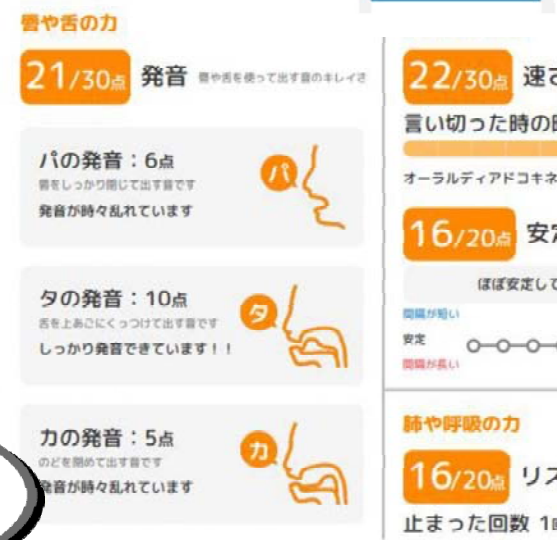 唇や舌の力
21/30点 発音 唇や舌を使って出す音のキレイさ
パの発音：6点
唇をしっかり閉じて出す音です
発音が時々乱れています
パ
タの発音：10点
舌を上あごにくっつけて出す音です
しっかり発音できています！！
タ
カの発音：5点
のどを閉めて出す音です
発音が時々乱れています
カ
22/30点 速さ
言い切った時の
オーラルディアドコキネ
16/20点 安定
ほぼ安定して
間隔が短い
安定
間隔が長い
肺や呼吸の力
16/20点 リズ
止まった回数 1回